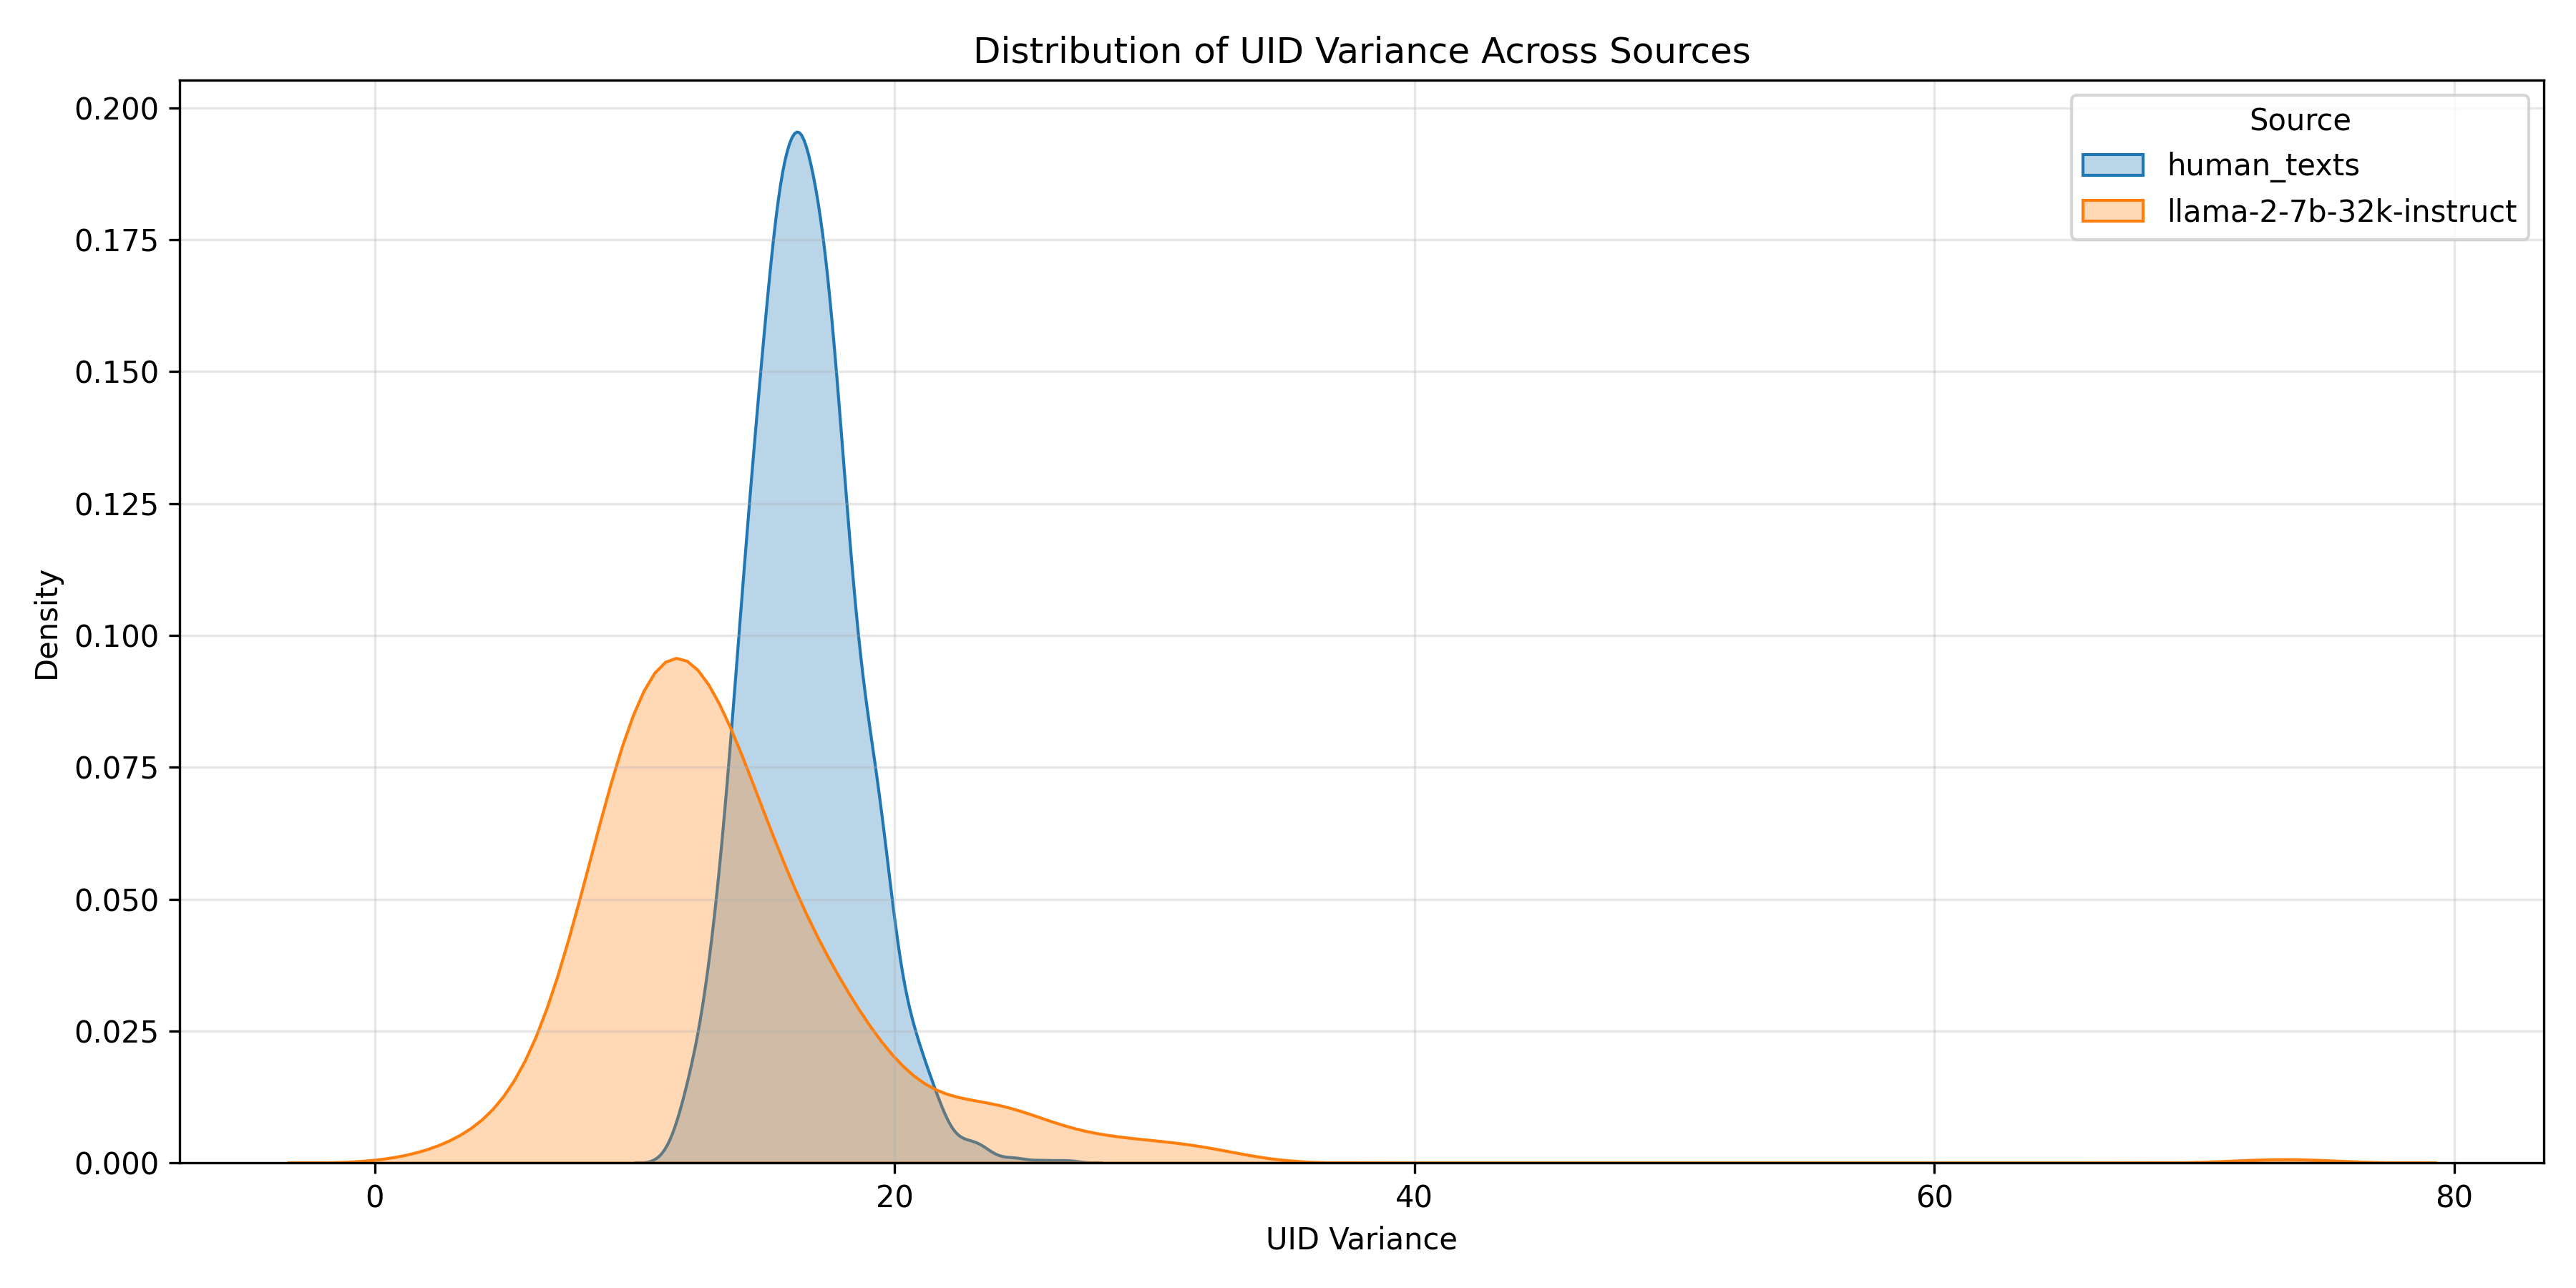 Distribution of UID Variance Across Sources
0.200
0.175
0.150
0.125
0.100
0.075
0.050
0.025
0.000
Density
Source
human_texts
llama-2-7b-32k-instruct
0 20 40 60 80
UID Variance